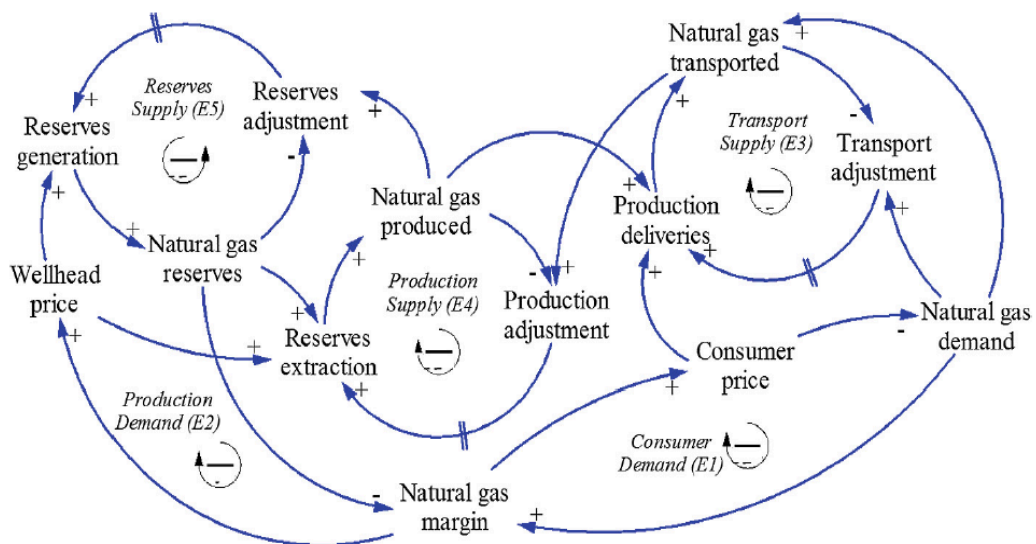 Natural gas
transported
Reserves
Supply (E5)
Reserves
adjustment
Reserves
generation
Transport
Supply (E3)
Transport
adjustment
Natural gas
produced
Production
deliveries
Natural gas
reserves
Wellhead
price
Production
Supply (E4)
Production
adjustment
Natural gas
demand
Reserves
extraction
Consumer
price
Production
Demand (E2)
Consumer
Demand (E1)
Natural gas
margin